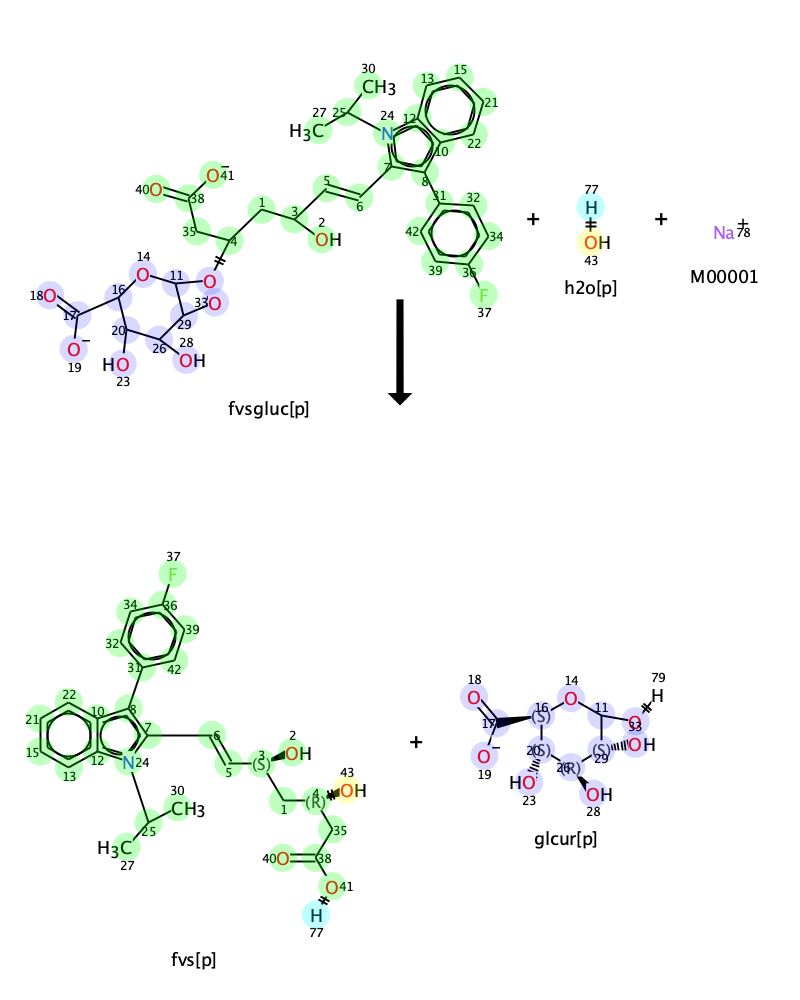 30
CH3
13
15
27
25
24
12
21
H3C
N
22
10
7
8
40
O
O
−
41
38
5
6
31
32
1
3
2
35
4
OH
42
34
39
36
F
37
14
O
11
O
18
O
16
33
O
17
29
20
26
O
−
19
HO
23
28
OH
fvsgluc[p]
+
77
H
OH
43
h2o[p]
+
Na
+
78
M00001
37
F
34
36
32
39
31
42
22
8
10
7
21
6
15
12
N
24
5
13
3
(S)
2
OH
30
CH3
25
H3C
27
1
4
(R)
43
OH
35
40
O
38
O
41
H
77
fvs[p]
+
18
O
14
O
79
H
16
(S)
11
O
33
17
20
(S)
29
(S)
OH
O
−
19
26
(R)
HO
23
OH
28
glcur[p]